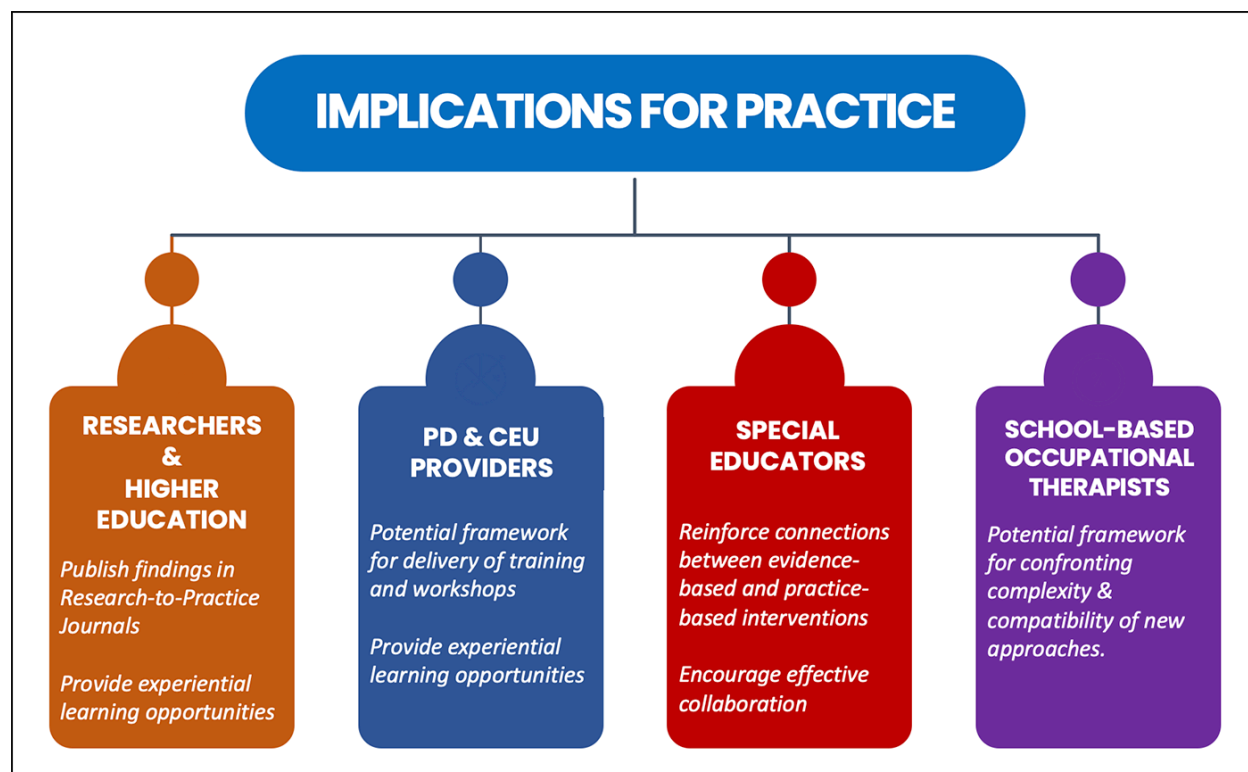 IMPLICATIONS FOR PRACTICE
RESEARCHERS
&
HIGHER
EDUCATION
Publish findings in
Research-to-Practice
Journals
Provide experiential
learning opportunities
PD & CEU
PROVIDERS
Potential framework
for delivery of training
and workshops
Provide experiential
learning opportunities
SPECIAL
EDUCATORS
Reinforce connections
between evidence-
based and practice-
based interventions
Encourage effective
collaboration
SCHOOL-BASED
OCCUPATIONAL
THERAPISTS
Potential framework
for confronting
complexity &
compatibility of new
approaches.